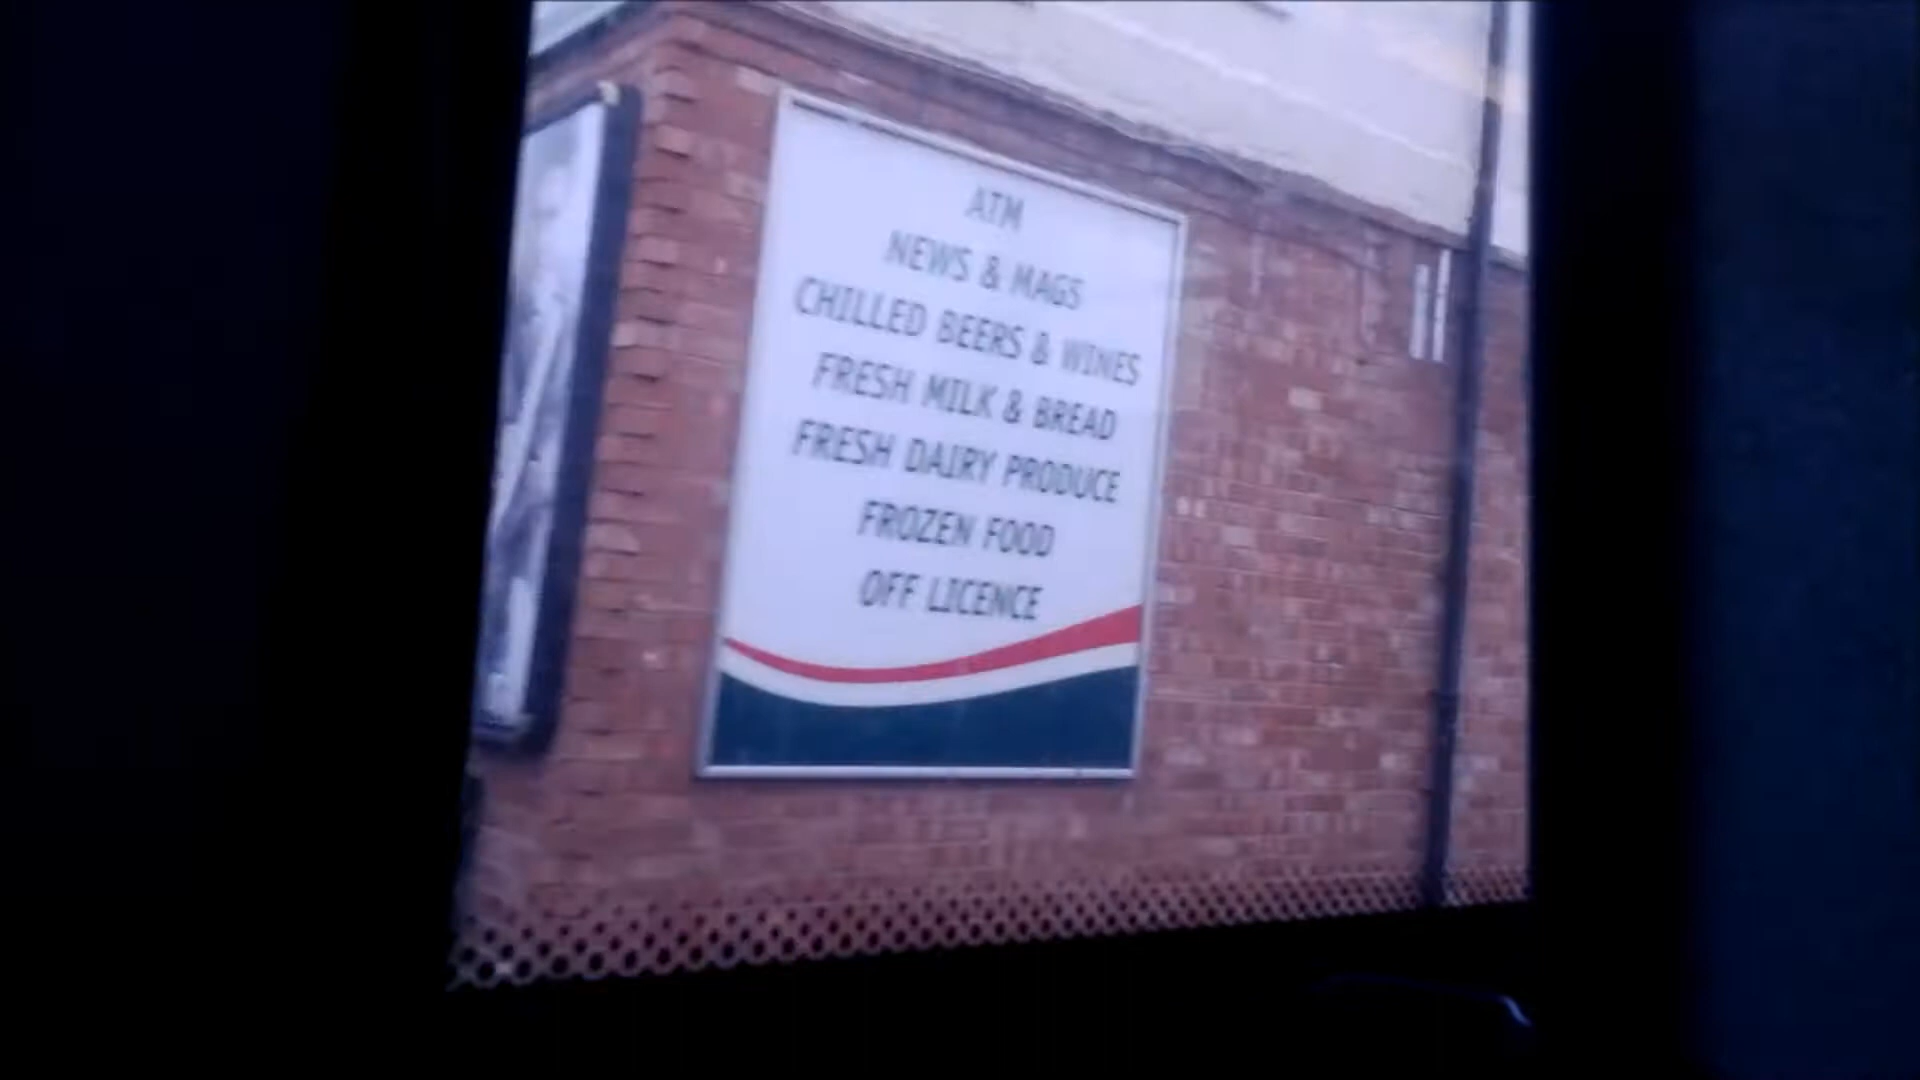 ATM
NEWS & MAGS
CHILLED BEERS & WINES
FRESH MILK & BREAD
FRESH DAIRY PRODUCE
FROZEN FOOD
OFF LICENCE